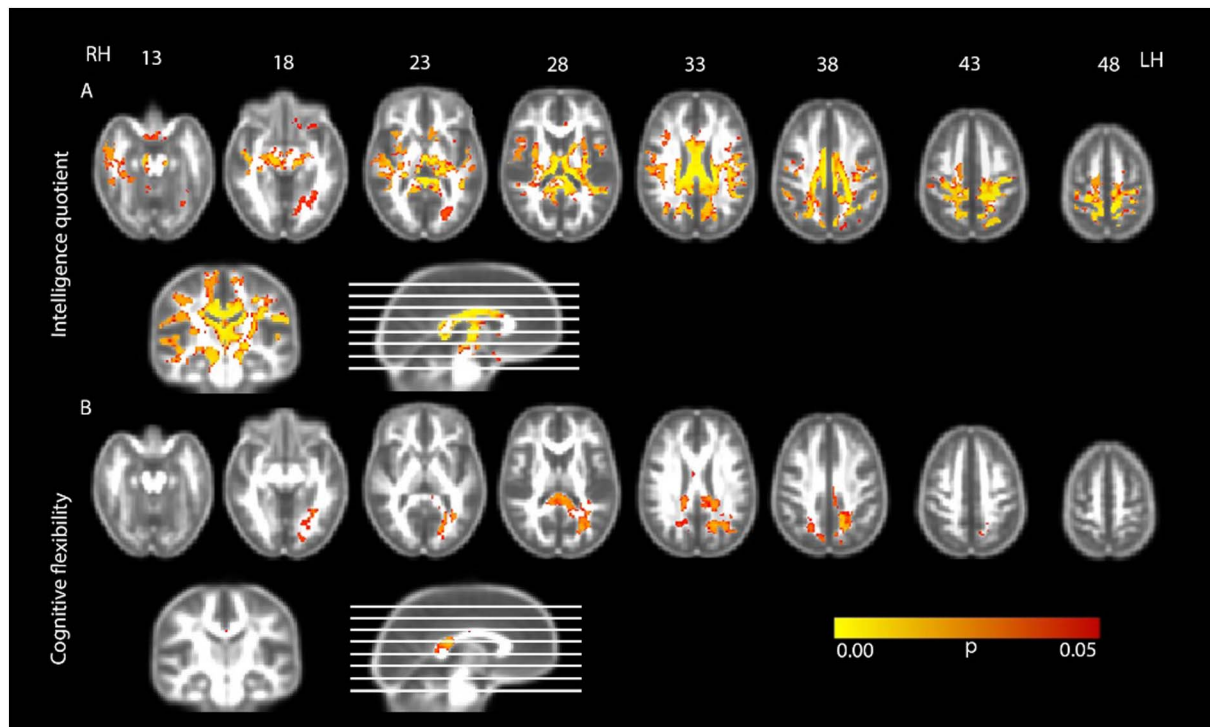 RH 13 18 23 28 33 38 43 48 LH
A
Intelligence quotient
B
Cognitive flexibility
0.00 p 0.05